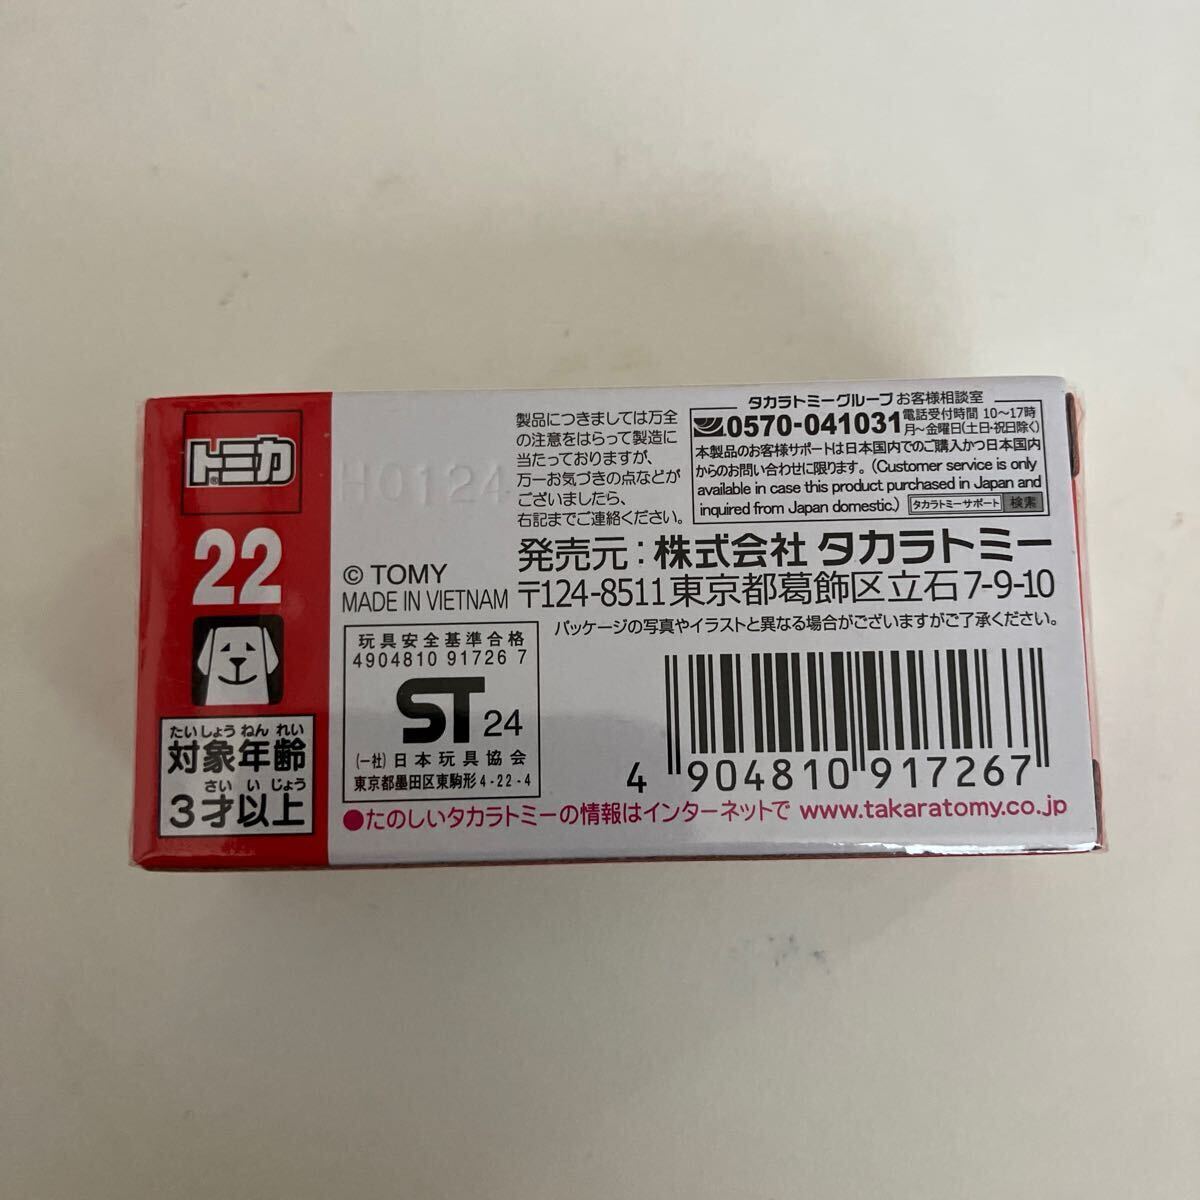 トミカ®
22
たいしょう ねん れい
対象年齢
さい い じょう
3才以上
H0124
© TOMY
MADE IN VIETNAM
製品につきましては万全
の注意をはらって製造に
当たっておりますが、
万一お気づきの点などが
ございましたら、
右記までご連絡ください。
タカラトミーグループ お客様相談室
0570-041031 電話受付時間 10〜17時
月〜金曜日(土日・祝日除く)
本製品のお客様サポートは日本国内でのご購入かつ日本国内
からのお問い合わせに限ります。(Customer service is only
available in case this product purchased in Japan and
inquired from Japan domestic.) タカラトミーサポート 検索
発売元：株式会社 タカラトミー
〒124-8511 東京都葛飾区立石7-9-10
パッケージの写真やイラストと異なる場合がございますがご了承ください。
玩具安全基準合格
4904810 91726 7
ST 24
(一社) 日本玩具協会
東京都墨田区東駒形 4-22-4
4 904810 917267
●たのしいタカラトミーの情報はインターネットで www.takaratomy.co.jp